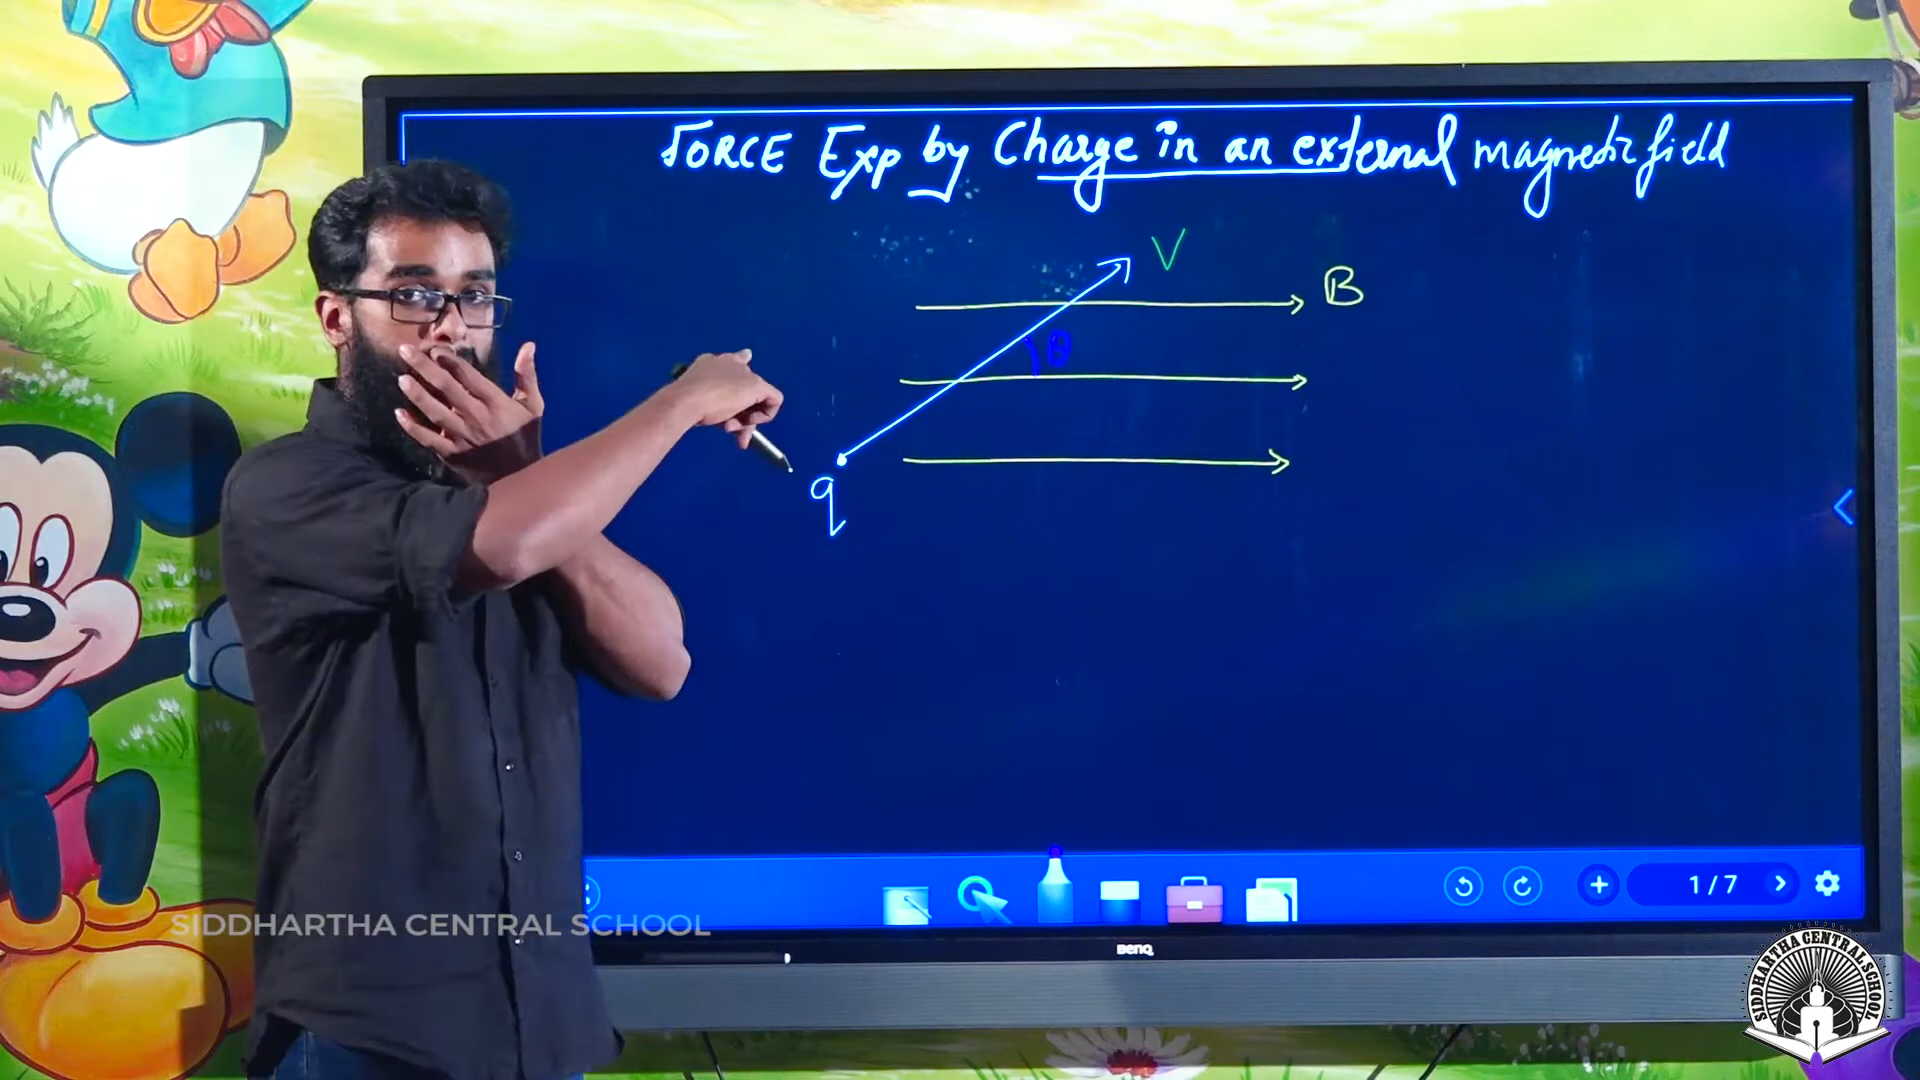 FORCE Exp by Charge in an external magnetic field
V
B
θ
q
1/7
SIDDHARTHA CENTRAL SCHOOL
BenQ
SIDDHARTHA CENTRAL SCHOOL